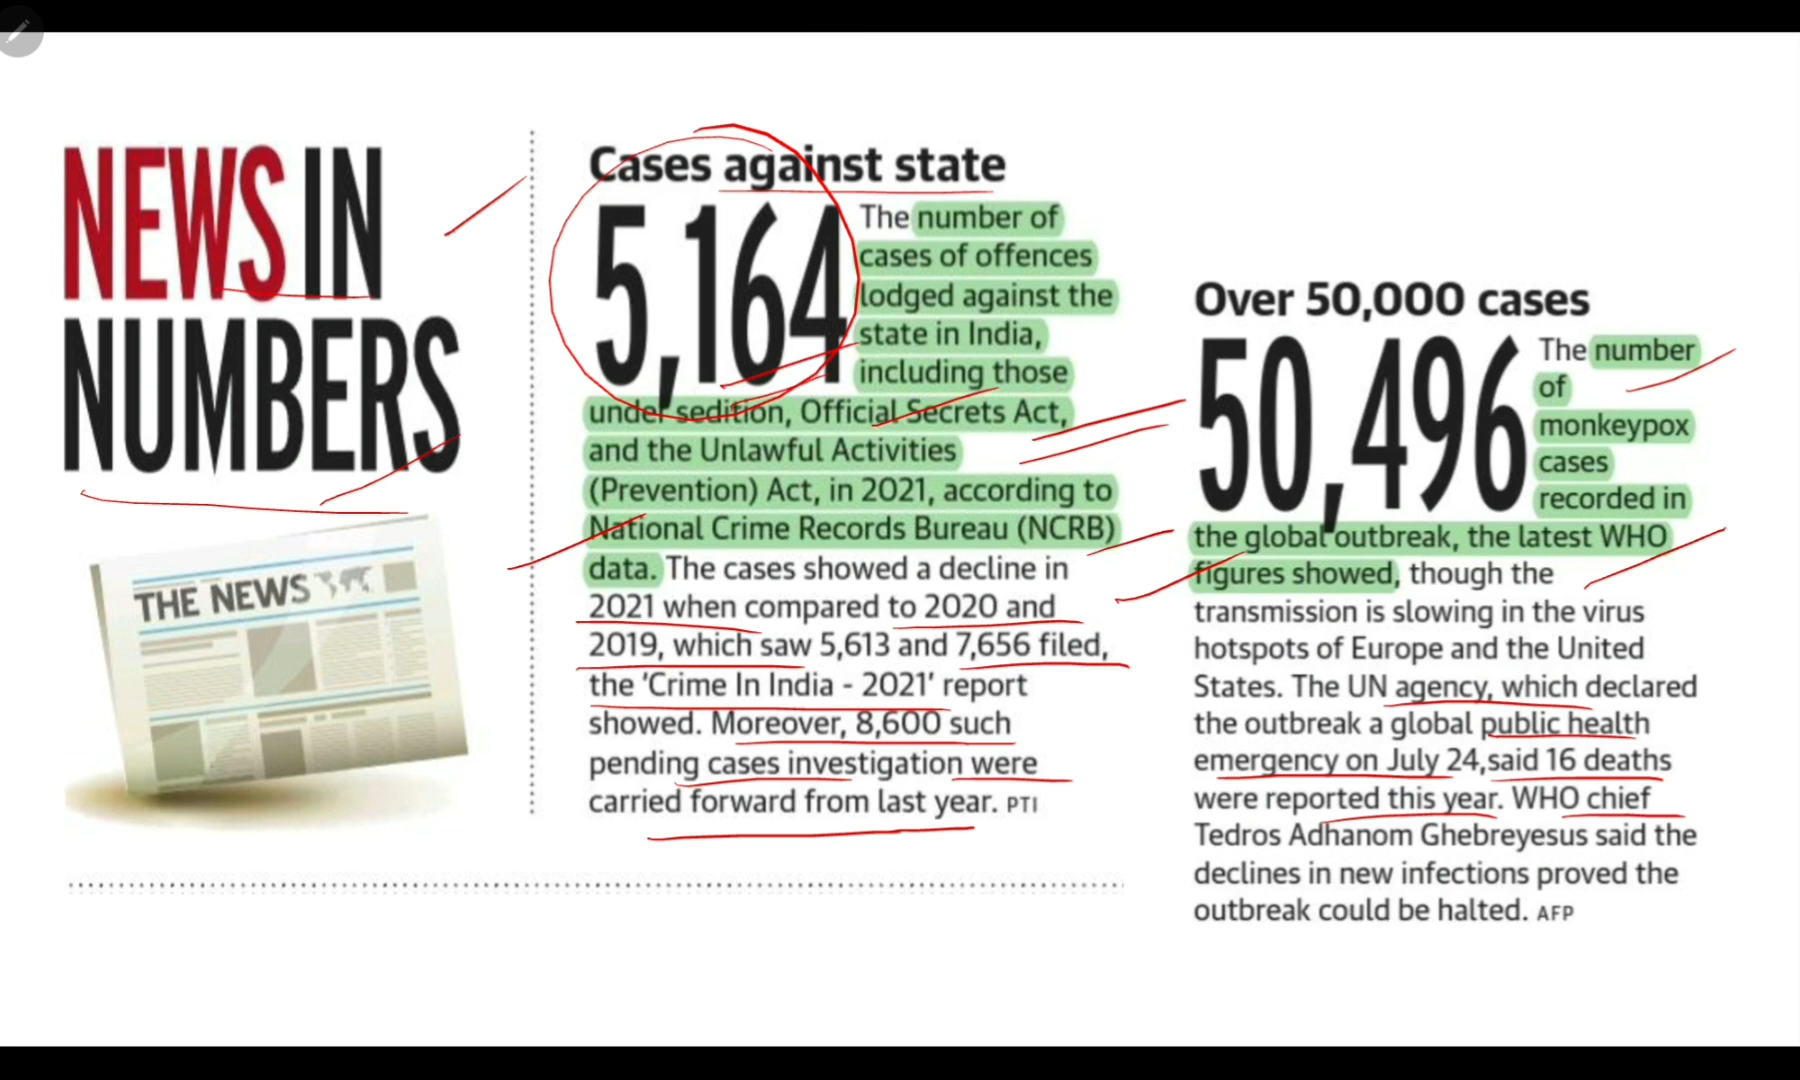 NEWS IN
NUMBERS
THE NEWS
Cases against state
5,164
The number of
cases of offences
lodged against the
state in India,
including those
under sedition, Official Secrets Act,
and the Unlawful Activities
(Prevention) Act, in 2021, according to
National Crime Records Bureau (NCRB)
data. The cases showed a decline in
2021 when compared to 2020 and
2019, which saw 5,613 and 7,656 filed,
the 'Crime In India - 2021' report
showed. Moreover, 8,600 such
pending cases investigation were
carried forward from last year. PTI
Over 50,000 cases
50,496
The number
of
monkeypox
cases
recorded in
the global outbreak, the latest WHO
figures showed, though the
transmission is slowing in the virus
hotspots of Europe and the United
States. The UN agency, which declared
the outbreak a global public health
emergency on July 24,said 16 deaths
were reported this year. WHO chief
Tedros Adhanom Ghebreyesus said the
declines in new infections proved the
outbreak could be halted. AFP